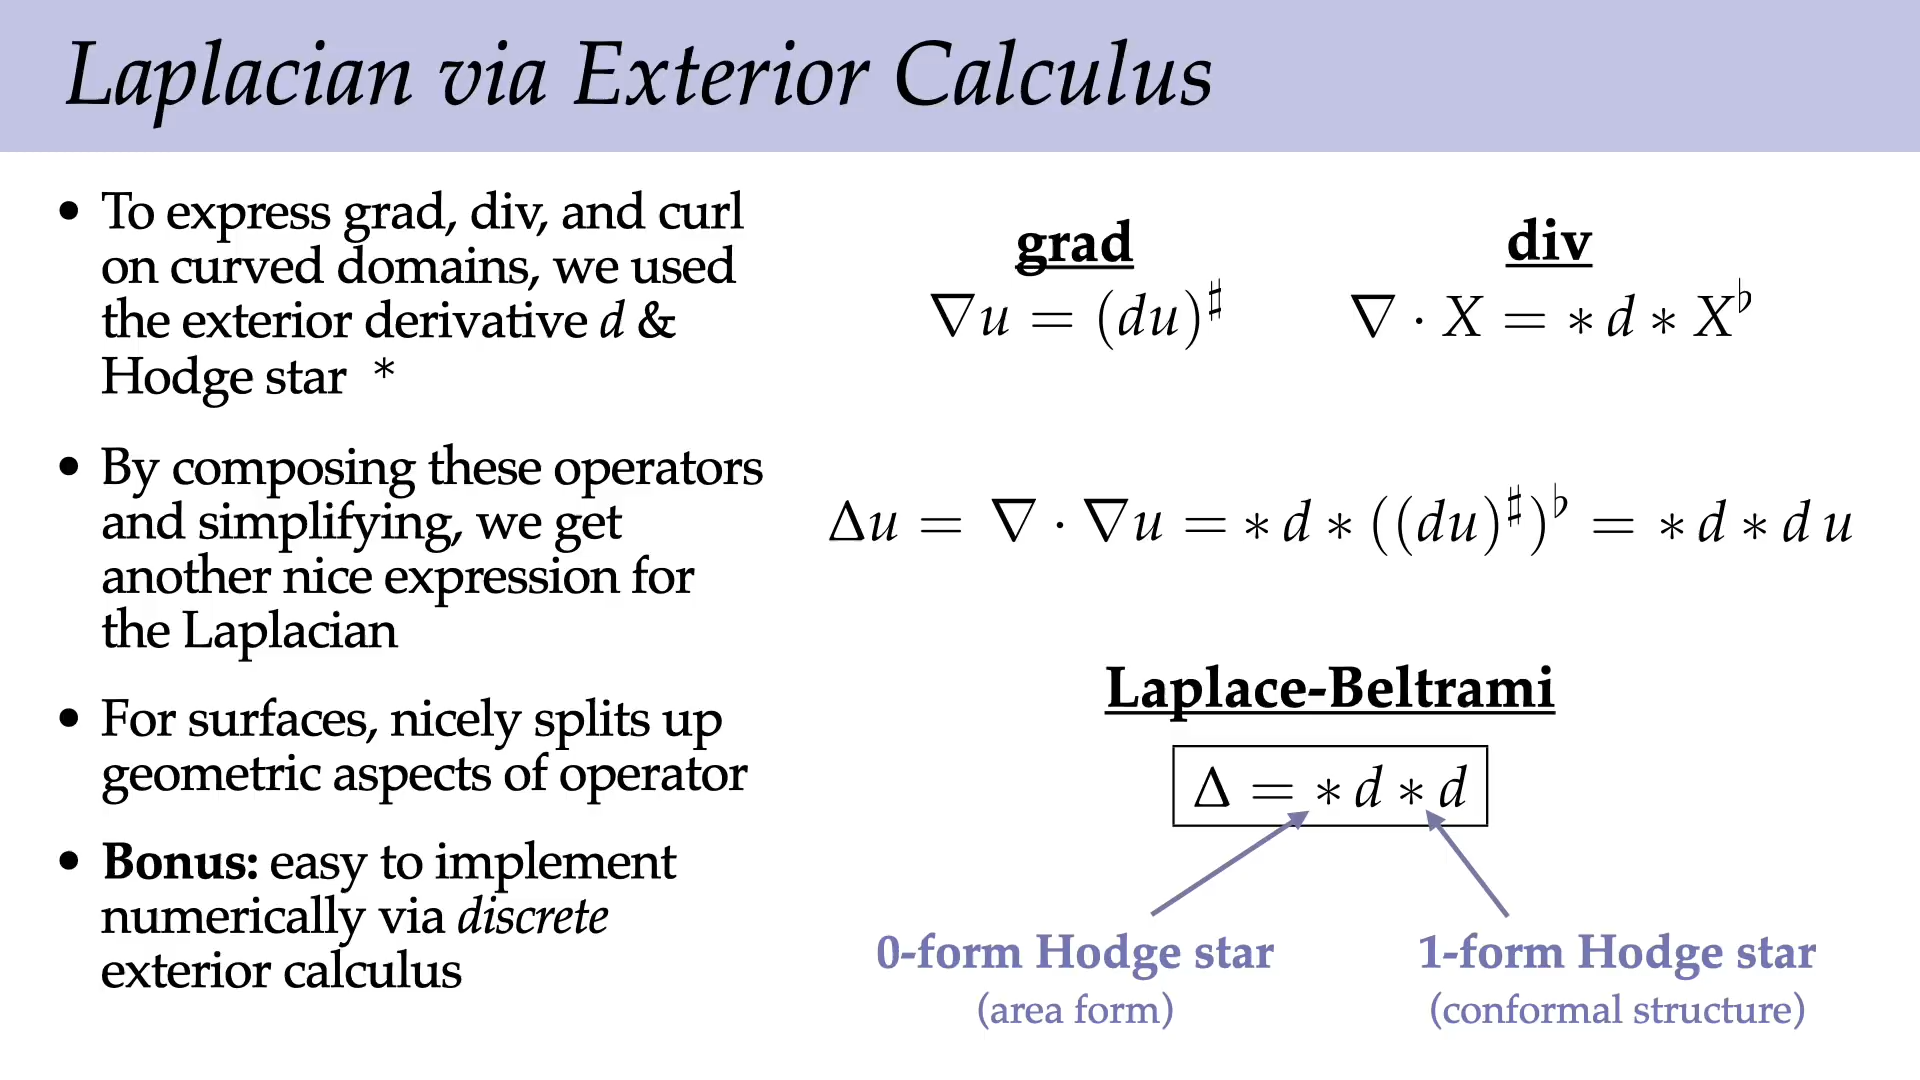 Laplacian via Exterior Calculus
• To express grad, div, and curl
on curved domains, we used
the exterior derivative d &
Hodge star *
• By composing these operators
and simplifying, we get
another nice expression for
the Laplacian
• For surfaces, nicely splits up
geometric aspects of operator
• Bonus: easy to implement
numerically via discrete
exterior calculus
grad
∇u = (du)♯
div
∇ · X = * d * X♭
Δu = ∇ · ∇u = * d * ((du)♯)♭ = * d * d u
Laplace-Beltrami
Δ = * d * d
0-form Hodge star
(area form)
1-form Hodge star
(conformal structure)